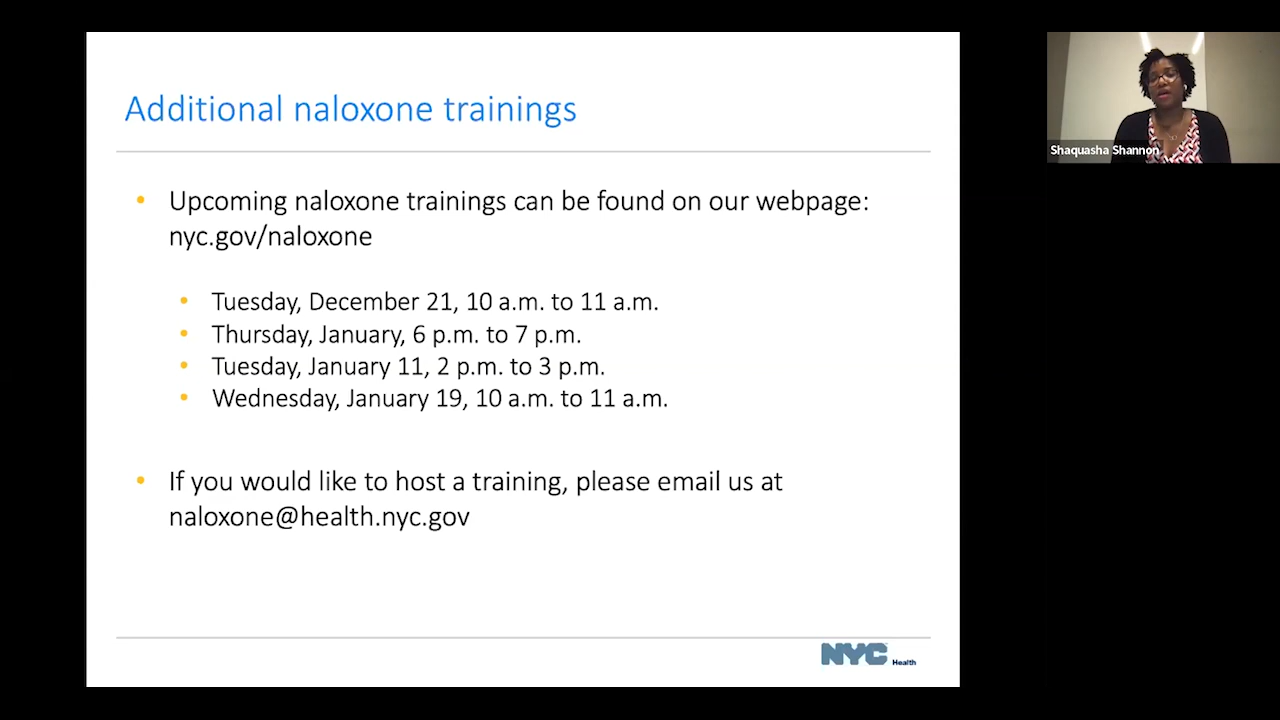 Additional naloxone trainings
• Upcoming naloxone trainings can be found on our webpage:
nyc.gov/naloxone
• Tuesday, December 21, 10 a.m. to 11 a.m.
• Thursday, January, 6 p.m. to 7 p.m.
• Tuesday, January 11, 2 p.m. to 3 p.m.
• Wednesday, January 19, 10 a.m. to 11 a.m.
• If you would like to host a training, please email us at
naloxone@health.nyc.gov
NYC Health
Shaquasha Shannon